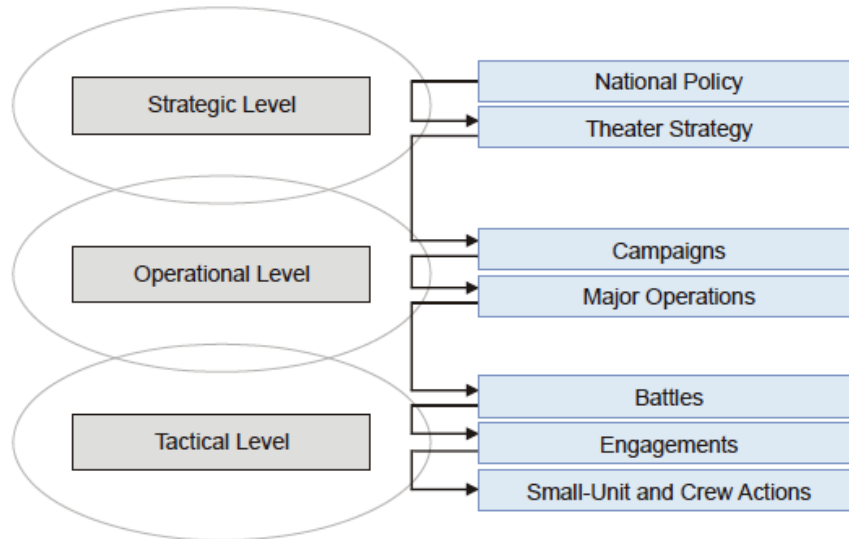 Strategic Level
National Policy
Theater Strategy
Operational Level
Campaigns
Major Operations
Tactical Level
Battles
Engagements
Small-Unit and Crew Actions